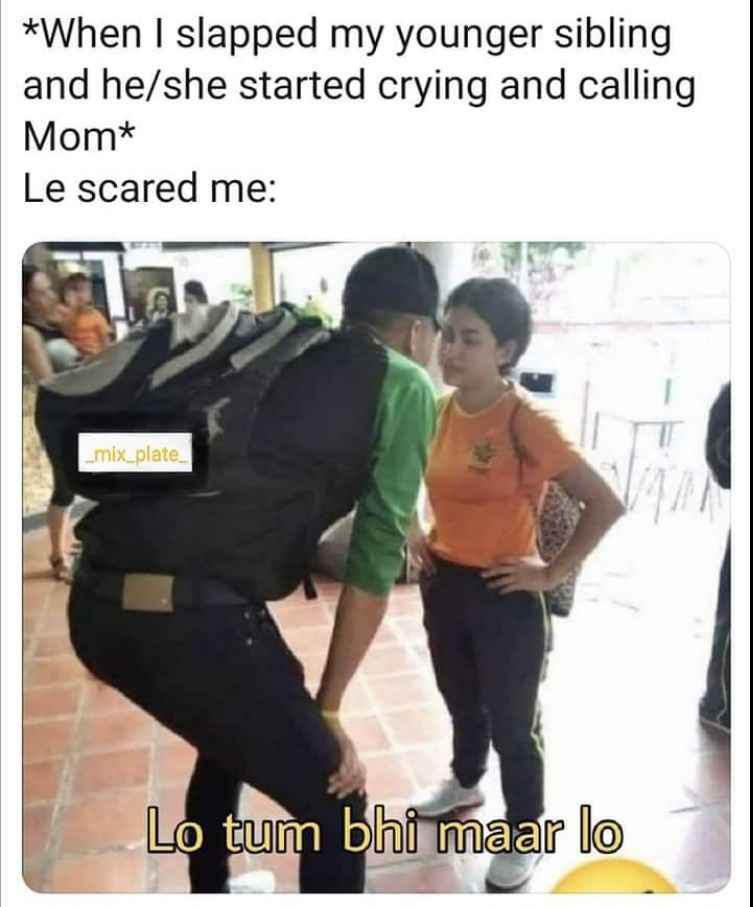 *When I slapped my younger sibling
and he/she started crying and calling
Mom*
Le scared me:
_mix_plate_
Lo tum bhi maar lo